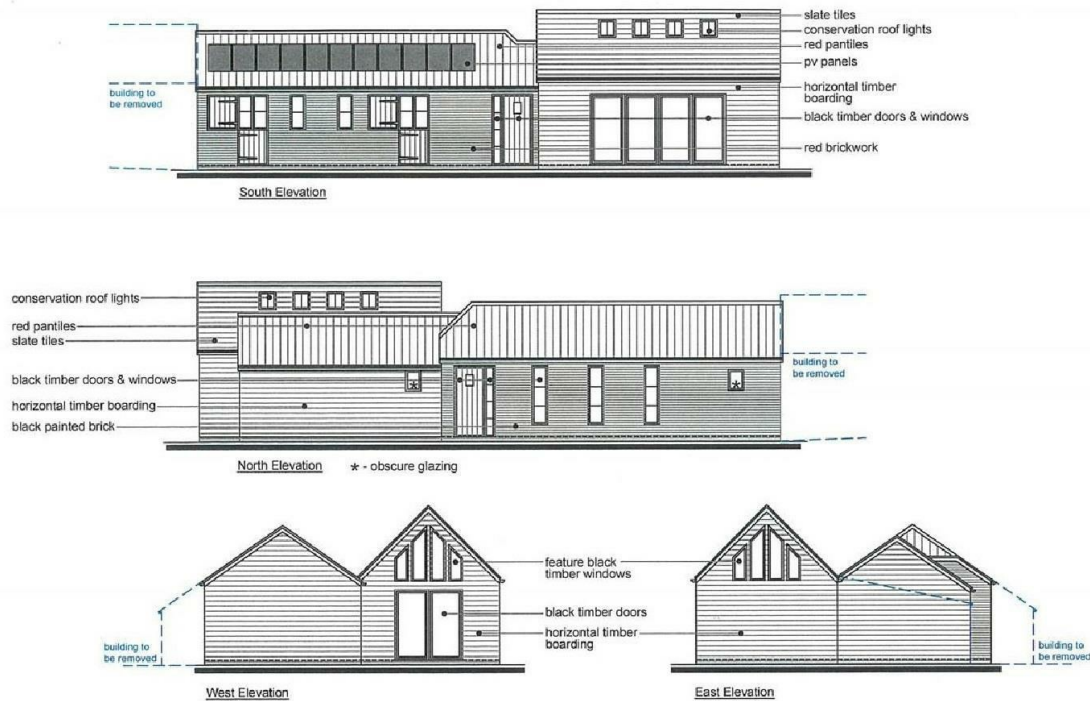 slate tiles
conservation roof lights
red pantiles
pv panels
horizontal timber
boarding
black timber doors & windows
red brickwork
building to
be removed
South Elevation
conservation roof lights
red pantiles
slate tiles
black timber doors & windows
horizontal timber boarding
black painted brick
building to
be removed
North Elevation
* - obscure glazing
*
*
feature black
timber windows
black timber doors
horizontal timber
boarding
building to
be removed
building to
be removed
West Elevation
East Elevation